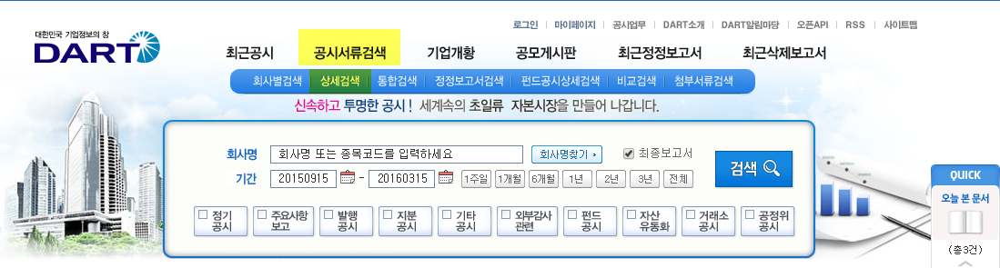 로그인 | 마이페이지 | 공시업무 | DART소개 | DART알림마당 | 오픈API | RSS | 사이트맵
대한민국 기업정보의 창
DART
최근공시 공시서류검색 기업개황 공모게시판 최근정정보고서 최근삭제보고서
회사별검색 상세검색 통합검색 정정보고서검색 펀드공시상세검색 비교검색 첨부서류검색
신속하고 투명한 공시! 세계속의 초일류 자본시장을 만들어 나갑니다.
회사명 회사명 또는 종목코드를 입력하세요 회사명찾기 최종보고서
검색
기간 20150915 - 20160315 1주일 1개월 6개월 1년 2년 3년 전체
정기 주요사항 발행 지분 기타 외부감사 펀드 자산 거래소 공정위
공시 보고 공시 공시 공시 관련 공시 유동화 공시 공시
QUICK
오늘 본 문서
(총3건)